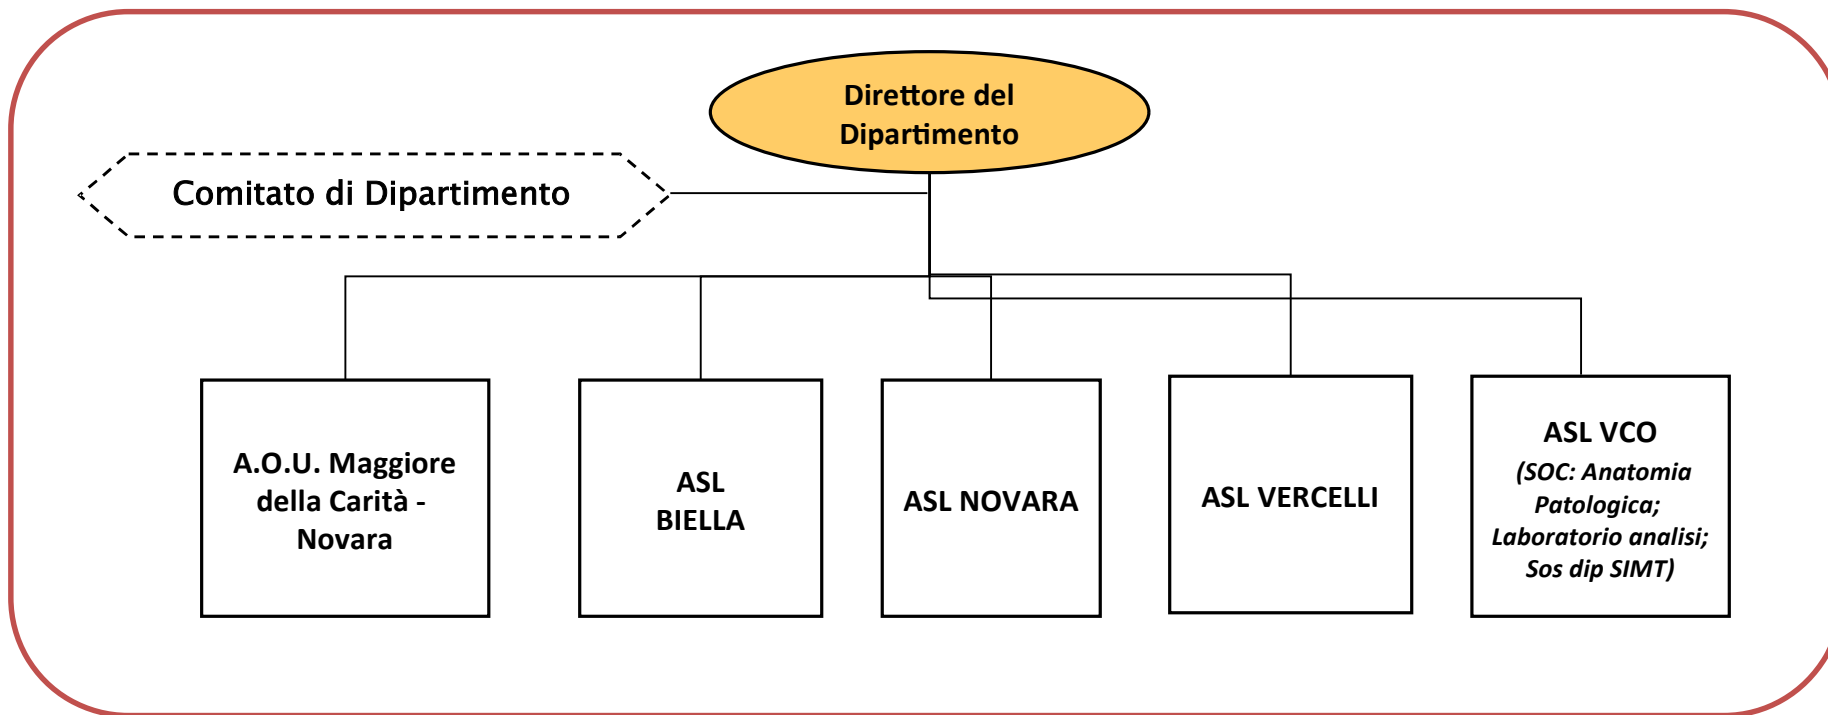 Direttore del
Dipartimento
Comitato di Dipartimento
A.O.U. Maggiore
della Carità -
Novara
ASL
BIELLA
ASL NOVARA
ASL VERCELLI
ASL VCO
(SOC: Anatomia
Patologica;
Laboratorio analisi;
Sos dip SIMT)